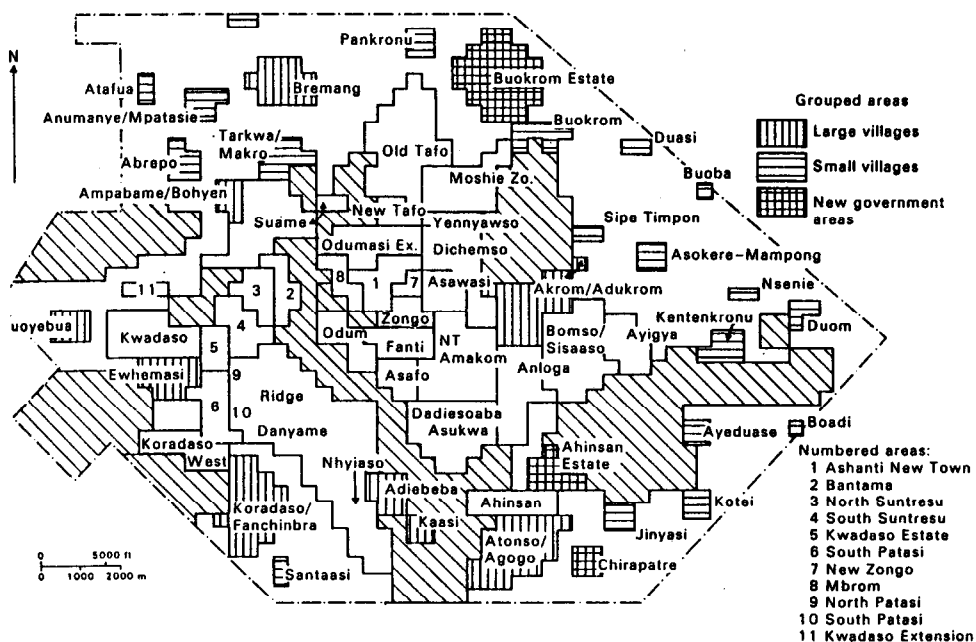 N
Pankronu
Atafua
Bremang
Buokrom Estate
Anumanye/Mpatasie
Grouped areas
Large villages
Small villages
New government
areas
Tarkwa/
Makro
Buokrom
Old Tafo
Duasi
Abrepo
Moshie Zo.
Buoba
Ampabame/Bohyen
New Tafo
Suame
Yennyawso
Sipe Timpon
Odumasi Ex.
Dichemso
Asokere-Mampong
11
3
2
8
1
7
Asawasi
Akrom/Adukrom
Nsenie
Kentenkronu
uoyebua
Kwadaso
4
Odum
Zongo
Fanti
NT
Amakom
Bomso/
Sisaaso
Ayigya
Duom
5
Anloga
Ewhemasi
9
Asafo
6
10
Ridge
Danyame
Dadiesoaba
Asukwa
Ayeduase
Boadi
Koradaso
West
Nhyiaso
Ahinsan
Estate
Koradaso/
Fanchinbra
Adiebeba
Ahinsan
Kotei
Kaasi
Jinyasi
Atonso/
Agogo
Santaasi
Chirapatre
0 5000 ft
0 1000 2000 m
Numbered areas:
1 Ashanti New Town
2 Bantama
3 North Suntresu
4 South Suntresu
5 Kwadaso Estate
6 South Patasi
7 New Zongo
8 Mbrom
9 North Patasi
10 South Patasi
11 Kwadaso Extension